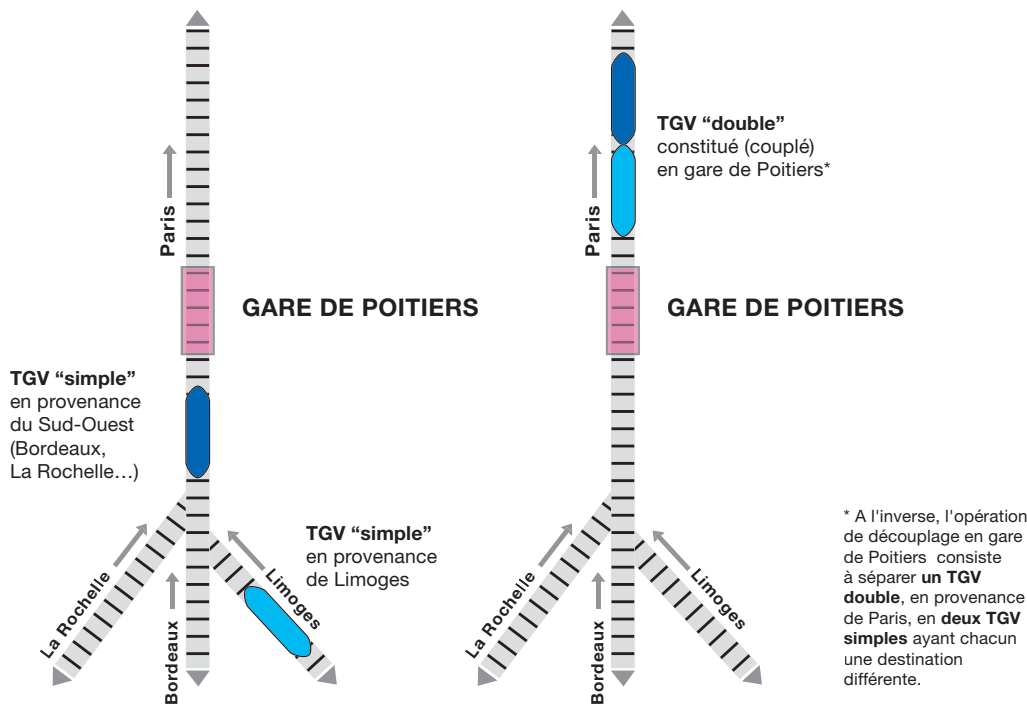 Paris
GARE DE POITIERS
TGV “simple”
en provenance
du Sud-Ouest
(Bordeaux,
La Rochelle…)
TGV “simple”
en provenance
de Limoges
La Rochelle
Bordeaux
Limoges
TGV “double”
constitué (couplé)
en gare de Poitiers*
Paris
GARE DE POITIERS
La Rochelle
Bordeaux
Limoges
* A l'inverse, l'opération
de découplage en gare
de Poitiers consiste
à séparer un TGV
double, en provenance
de Paris, en deux TGV
simples ayant chacun
une destination
différente.